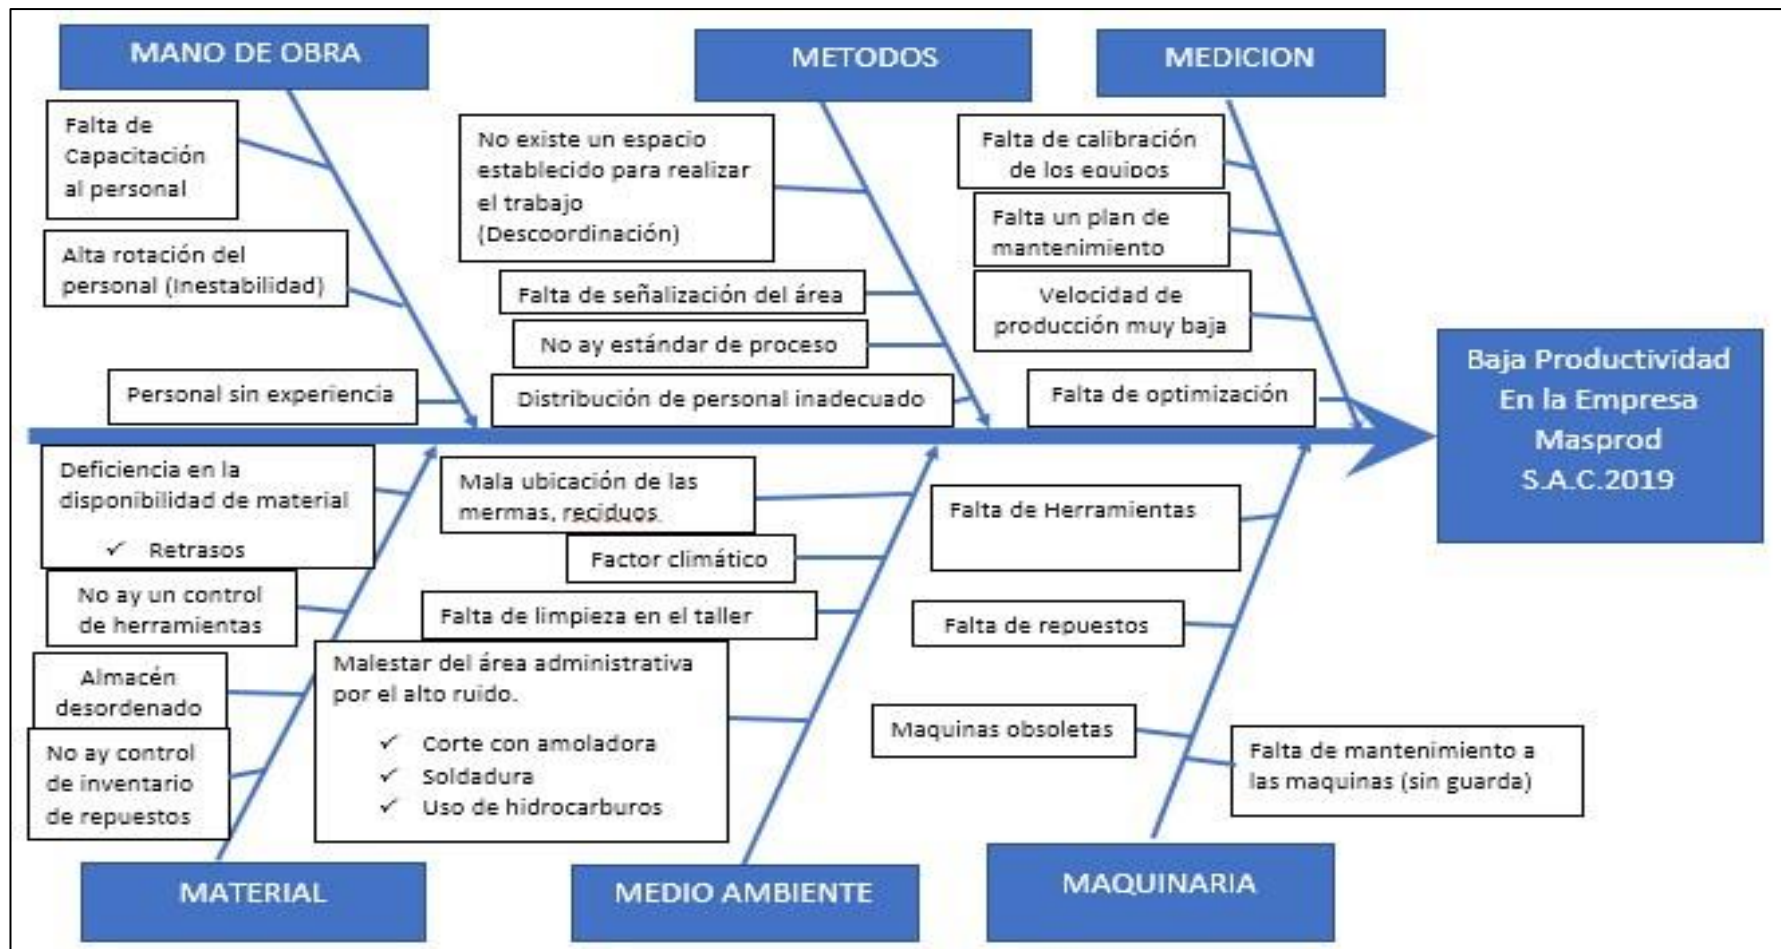 MANO DE OBRA
Falta de
Capacitación
al personal
Alta rotación del
personal (Inestabilidad)
Personal sin experiencia
METODOS
No existe un espacio
establecido para realizar
el trabajo
(Descoordinación)
Falta de señalización del área
No ay estándar de proceso
Distribución de personal inadecuado
MEDICION
Falta de calibración
de los equipos
Falta un plan de
mantenimiento
Velocidad de
producción muy baja
Falta de optimización
Baja Productividad
En la Empresa
Masprod
S.A.C.2019
Deficiencia en la
disponibilidad de material
✓ Retrasos
No ay un control
de herramientas
Almacén
desordenado
No ay control
de inventario
de repuestos
MATERIAL
Mala ubicación de las
mermas, reciduos.
Factor climático
Falta de limpieza en el taller
Malestar del área administrativa
por el alto ruido.
✓ Corte con amoladora
✓ Soldadura
✓ Uso de hidrocarburos
MEDIO AMBIENTE
Falta de Herramientas
Falta de repuestos
Maquinas obsoletas
Falta de mantenimiento a
las maquinas (sin guarda)
MAQUINARIA